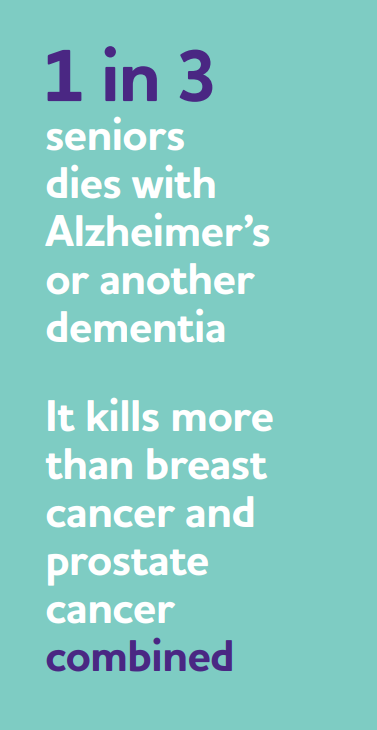 1 in 3
seniors
dies with
Alzheimer’s
or another
dementia
It kills more
than breast
cancer and
prostate
cancer
combined